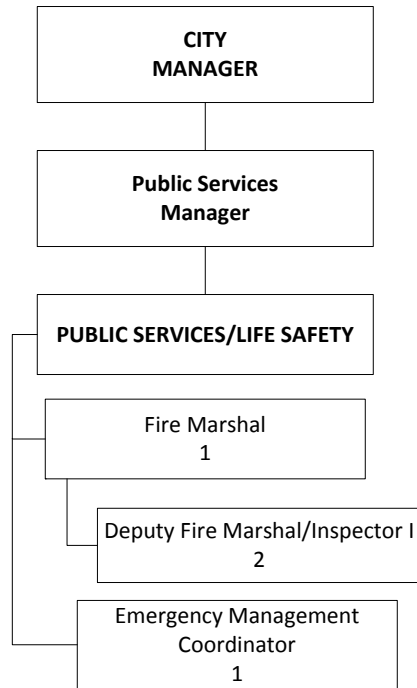 CITY
MANAGER
Public Services
Manager
PUBLIC SERVICES/LIFE SAFETY
Fire Marshal
1
Deputy Fire Marshal/Inspector I
2
Emergency Management
Coordinator
1